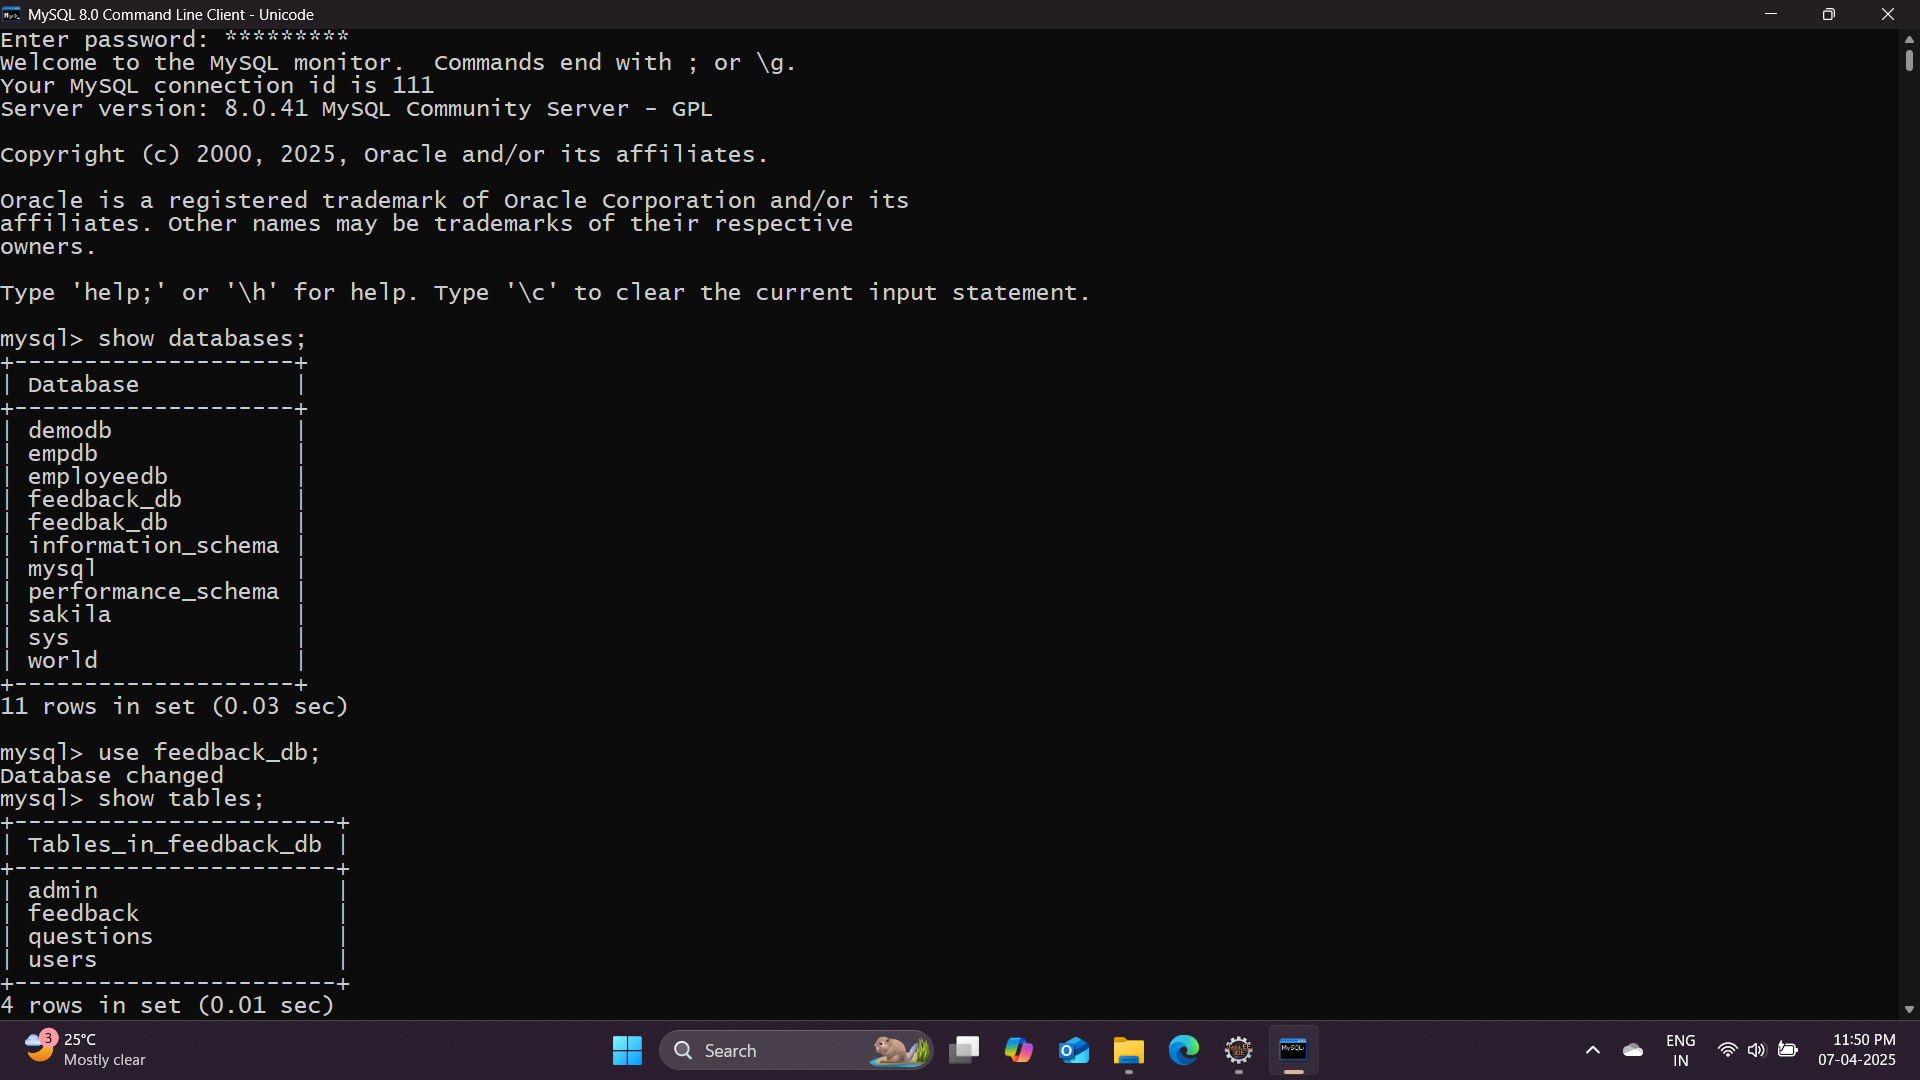 MySQL 8.0 Command Line Client - Unicode
Enter password: *********
Welcome to the MySQL monitor.  Commands end with ; or \g.
Your MySQL connection id is 111
Server version: 8.0.41 MySQL Community Server - GPL
Copyright (c) 2000, 2025, Oracle and/or its affiliates.
Oracle is a registered trademark of Oracle Corporation and/or its
affiliates. Other names may be trademarks of their respective
owners.
Type 'help;' or '\h' for help. Type '\c' to clear the current input statement.
mysql> show databases;
+--------------------+
| Database           |
+--------------------+
| demodb             |
| empdb              |
| employeedb         |
| feedback_db        |
| feedbak_db         |
| information_schema |
| mysql              |
| performance_schema |
| sakila             |
| sys                |
| world              |
+--------------------+
11 rows in set (0.03 sec)
mysql> use feedback_db;
Database changed
mysql> show tables;
+-----------------------+
| Tables_in_feedback_db |
+-----------------------+
| admin                 |
| feedback              |
| questions             |
| users                 |
+-----------------------+
4 rows in set (0.01 sec)
3
25°C
Mostly clear
Search
MySQL
ENG
IN
11:50 PM
07-04-2025